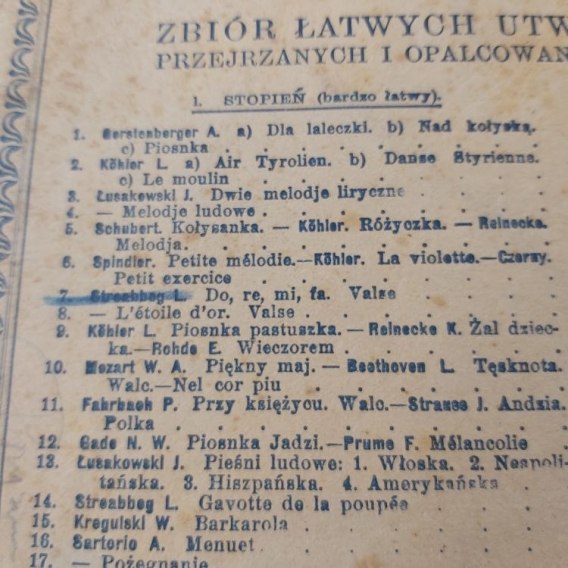 ZBIÓR ŁATWYCH UTW
PRZEJRZANYCH I OPALCOWAN
1. STOPIEŃ (bardzo łatwy).
1. Gerstenberger A. a) Dla laleczki. b) Nad kołyską.
c) Piosnka . . . . . . .
2. Köhler L. a) Air Tyrolien. b) Danse Styrienne.
c) Le moulin . . . . . .
3. Łusakowski J. Dwie melodje liryczne . . .
4. — Melodje ludowe . . . . . .
5. Schubert. Kołysanka. — Köhler. Różyczka. — Reinecke.
Melodja. . . . . . . .
6. Spindler. Petite mélodie.—Köhler. La violette.—Czerny.
Petit exercice . . . . . .
7. Streabbog L. Do, re, mi, fa. Valse . . .
8. — L'étoile d'or. Valse . . . . .
9. Köhler L. Piosnka pastuszka.—Reinecke K. Żal dziec-
ka.—Rohde E. Wieczorem . . . . .
10. Mozart W. A. Piękny maj. — Beethoven L. Tęsknota.
Walc.—Nel cor piu . . . . .
11. Fahrbach P. Przy księżycu. Walc.—Strauss J. Andzia.
Polka . . . . . . . .
12. Gade N. W. Piosnka Jadzi.—Prume F. Mélancolie .
13. Łusakowski J. Pieśni ludowe: 1. Włoska. 2. Neapoli-
tańska. 3. Hiszpańska. 4. Amerykańska . .
14. Streabbog L. Gavotte de la poupée . . .
15. Kregulski W. Barkarola . . . . .
16. Sartorio A. Menuet . . . . . .
17. — Pożegnanie